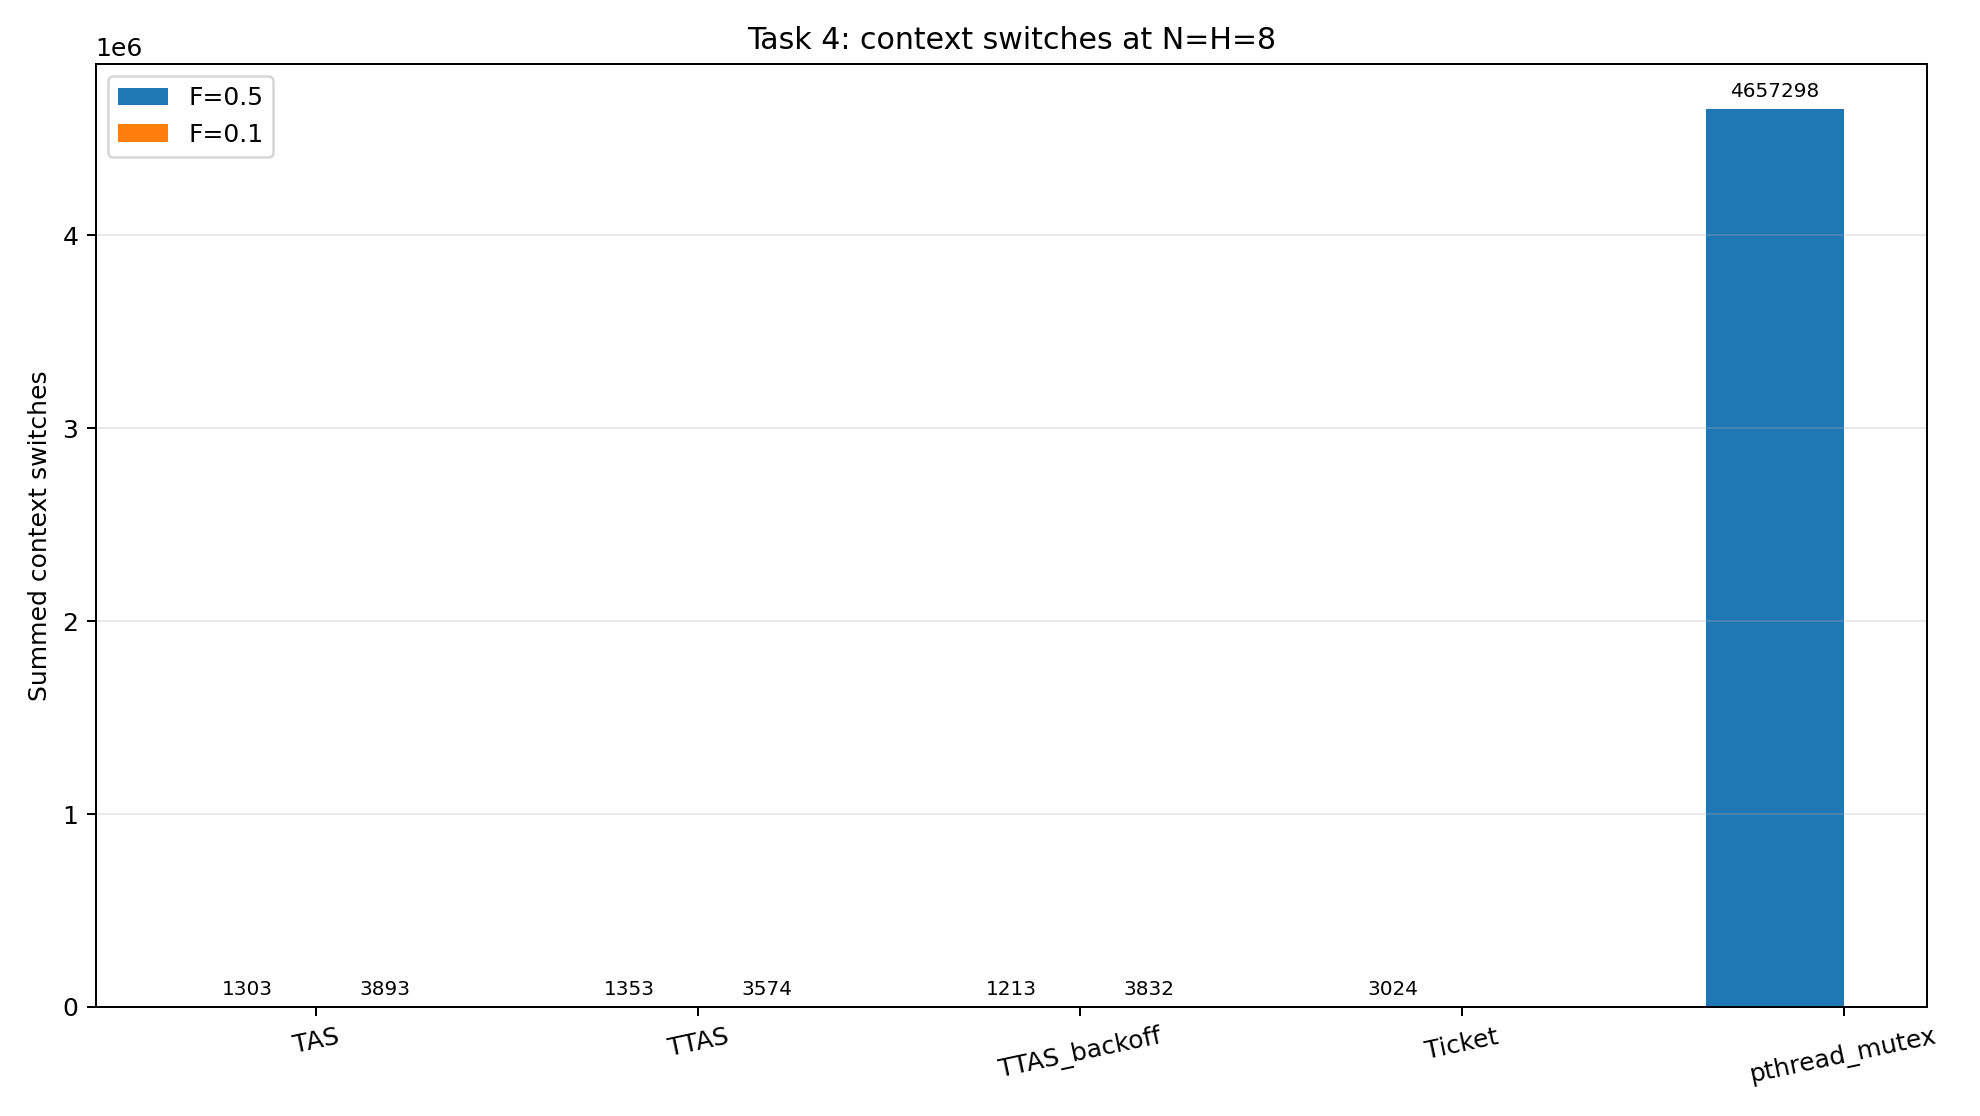 Task 4: context switches at N=H=8
1e6
F=0.5
F=0.1
4657298
4
3
2
1
0
Summed context switches
1303
3893
1353
3574
1213
3832
3024
TAS
TTAS
TTAS_backoff
Ticket
pthread_mutex